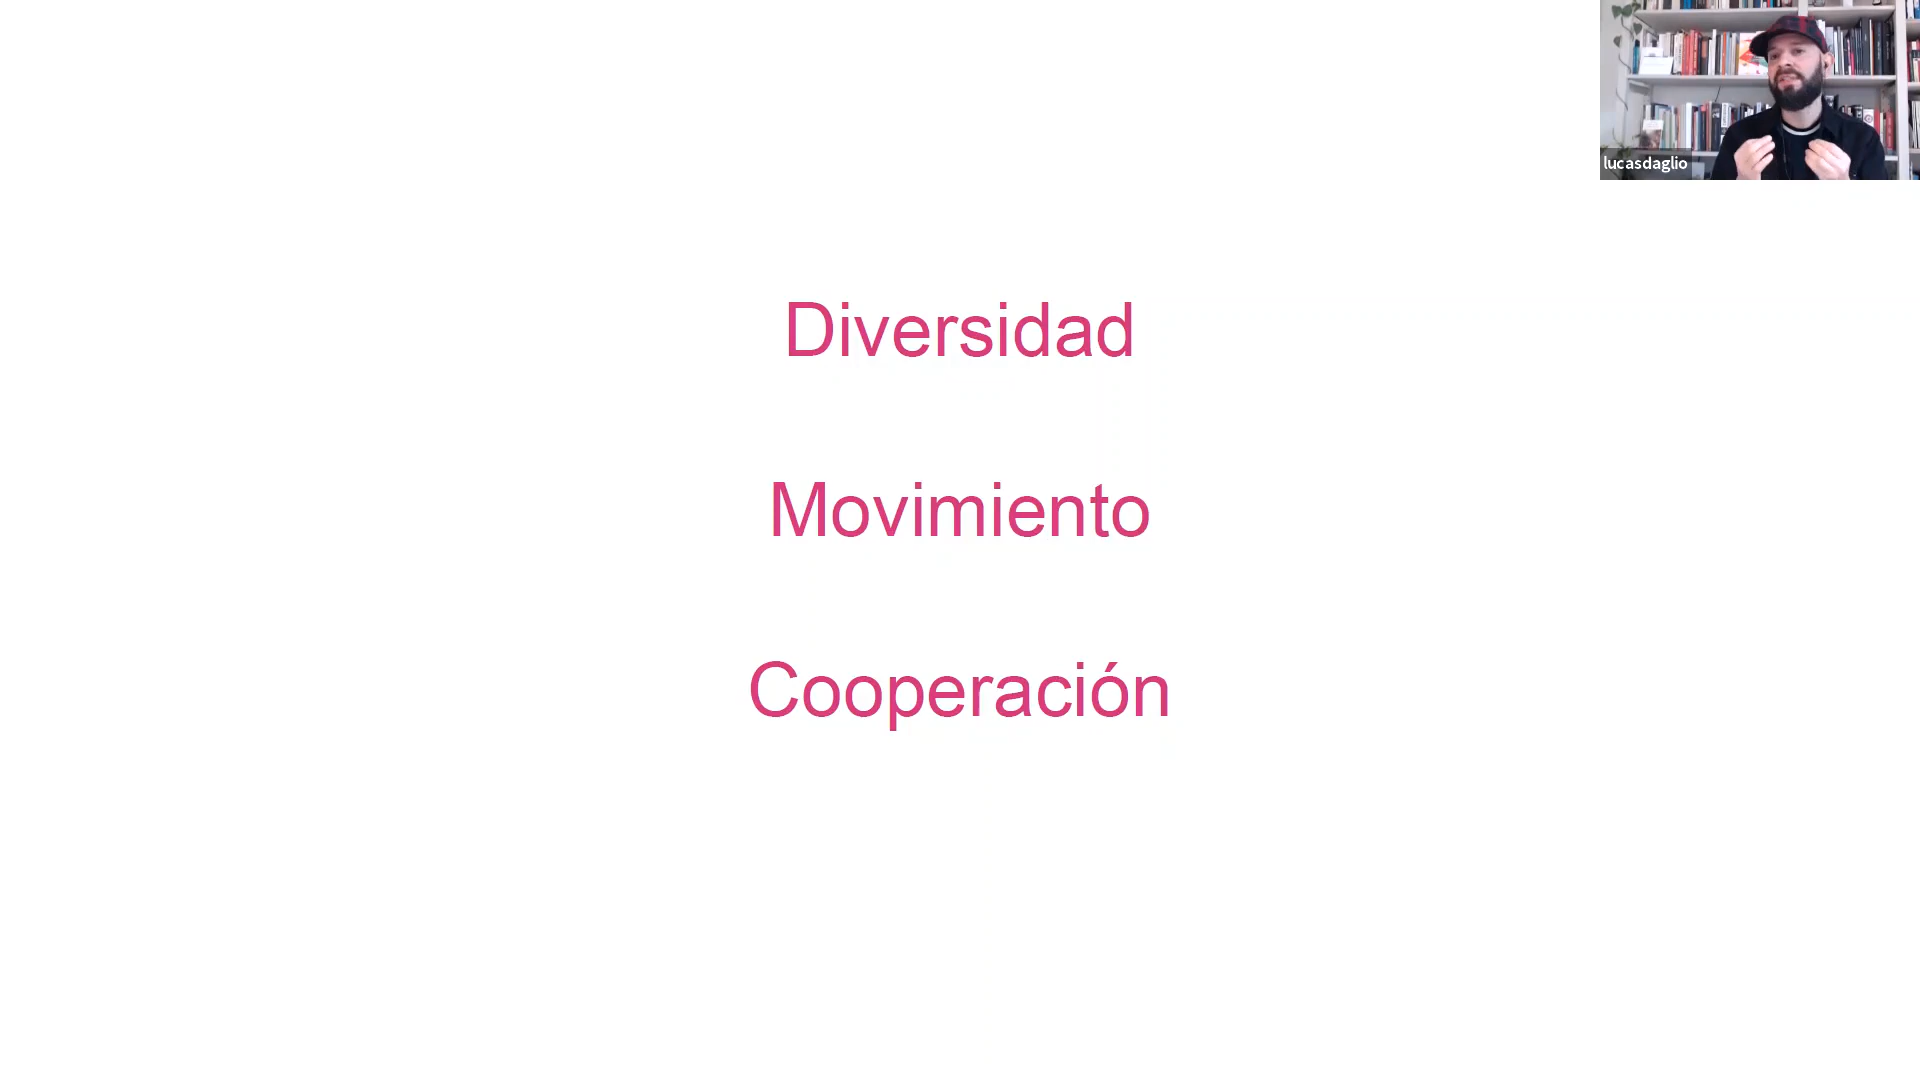 lucasdaglio
Diversidad
Movimiento
Cooperación